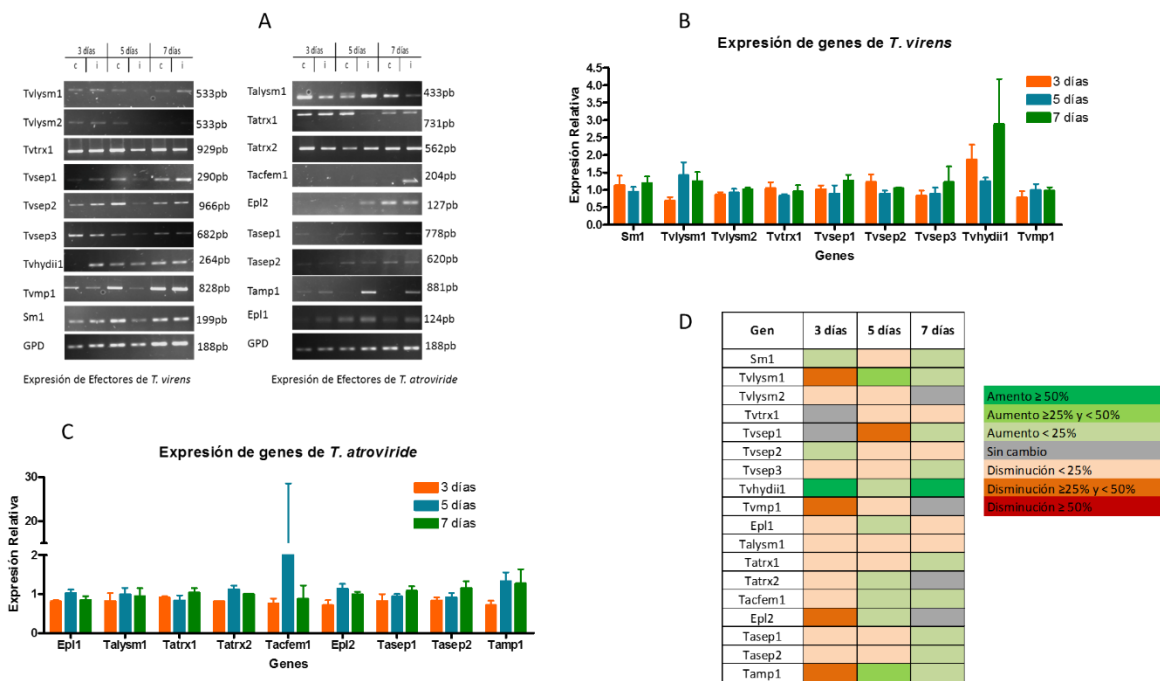 A
3 días 5 días 7 días
c i c i c i
Tvlysm1 533pb
Tvlysm2 533pb
Tvtrx1 929pb
Tvsep1 290pb
Tvsep2 966pb
Tvsep3 682pb
Tvhydii1 264pb
Tvmp1 828pb
Sm1 199pb
GPD 188pb
Expresión de Efectores de T. virens
3 días 5 días 7 días
c i c i c i
Talysm1 433pb
Tatrx1 731pb
Tatrx2 562pb
Tacfem1 204pb
Epl2 127pb
Tasep1 778pb
Tasep2 620pb
Tamp1 881pb
Epl1 124pb
GPD 188pb
Expresión de Efectores de T. atroviride
B
Expresión de genes de T. virens
Expresión Relativa
4.5
4.0
3.5
3.0
2.5
2.0
1.5
1.0
0.5
0.0
3 días
5 días
7 días
Sm1 Tvlysm1 Tvlysm2 Tvtrx1 Tvsep1 Tvsep2 Tvsep3 Tvhydii1 Tvmp1
Genes
C
Expresión de genes de T. atroviride
Expresión Relativa
30
20
10
2
1
0
3 días
5 días
7 días
Epl1 Talysm1 Tatrx1 Tatrx2 Tacfem1 Epl2 Tasep1 Tasep2 Tamp1
Genes
D
Gen 3 días 5 días 7 días
Sm1
Tvlysm1
Tvlysm2
Tvtrx1
Tvsep1
Tvsep2
Tvsep3
Tvhydii1
Tvmp1
Epl1
Talysm1
Tatrx1
Tatrx2
Tacfem1
Epl2
Tasep1
Tasep2
Tamp1
Amento ≥ 50%
Aumento ≥25% y < 50%
Aumento < 25%
Sin cambio
Disminución < 25%
Disminución ≥25% y < 50%
Disminución ≥ 50%